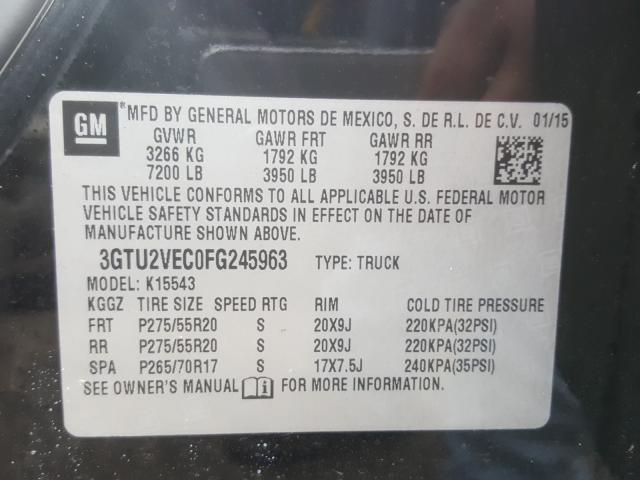 GM ® MFD BY GENERAL MOTORS DE MEXICO, S. DE R.L. DE C.V. 01/15
GVWR GAWR FRT GAWR RR
3266 KG 1792 KG 1792 KG
7200 LB 3950 LB 3950 LB
THIS VEHICLE CONFORMS TO ALL APPLICABLE U.S. FEDERAL MOTOR
VEHICLE SAFETY STANDARDS IN EFFECT ON THE DATE OF
MANUFACTURE SHOWN ABOVE.
3GTU2VEC0FG245963 TYPE: TRUCK
MODEL: K15543
KGGZ TIRE SIZE SPEED RTG RIM COLD TIRE PRESSURE
FRT P275/55R20 S 20X9J 220KPA(32PSI)
RR P275/55R20 S 20X9J 220KPA(32PSI)
SPA P265/70R17 S 17X7.5J 240KPA(35PSI)
SEE OWNER'S MANUAL FOR MORE INFORMATION.